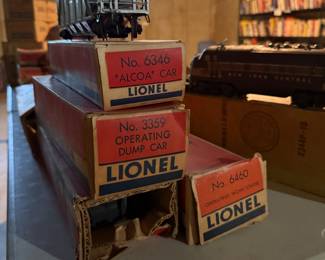 No. 6346
"ALCOA" CAR
LIONEL
No. 3359
OPERATING
DUMP CAR
LIONEL
No. 6460
LIONEL